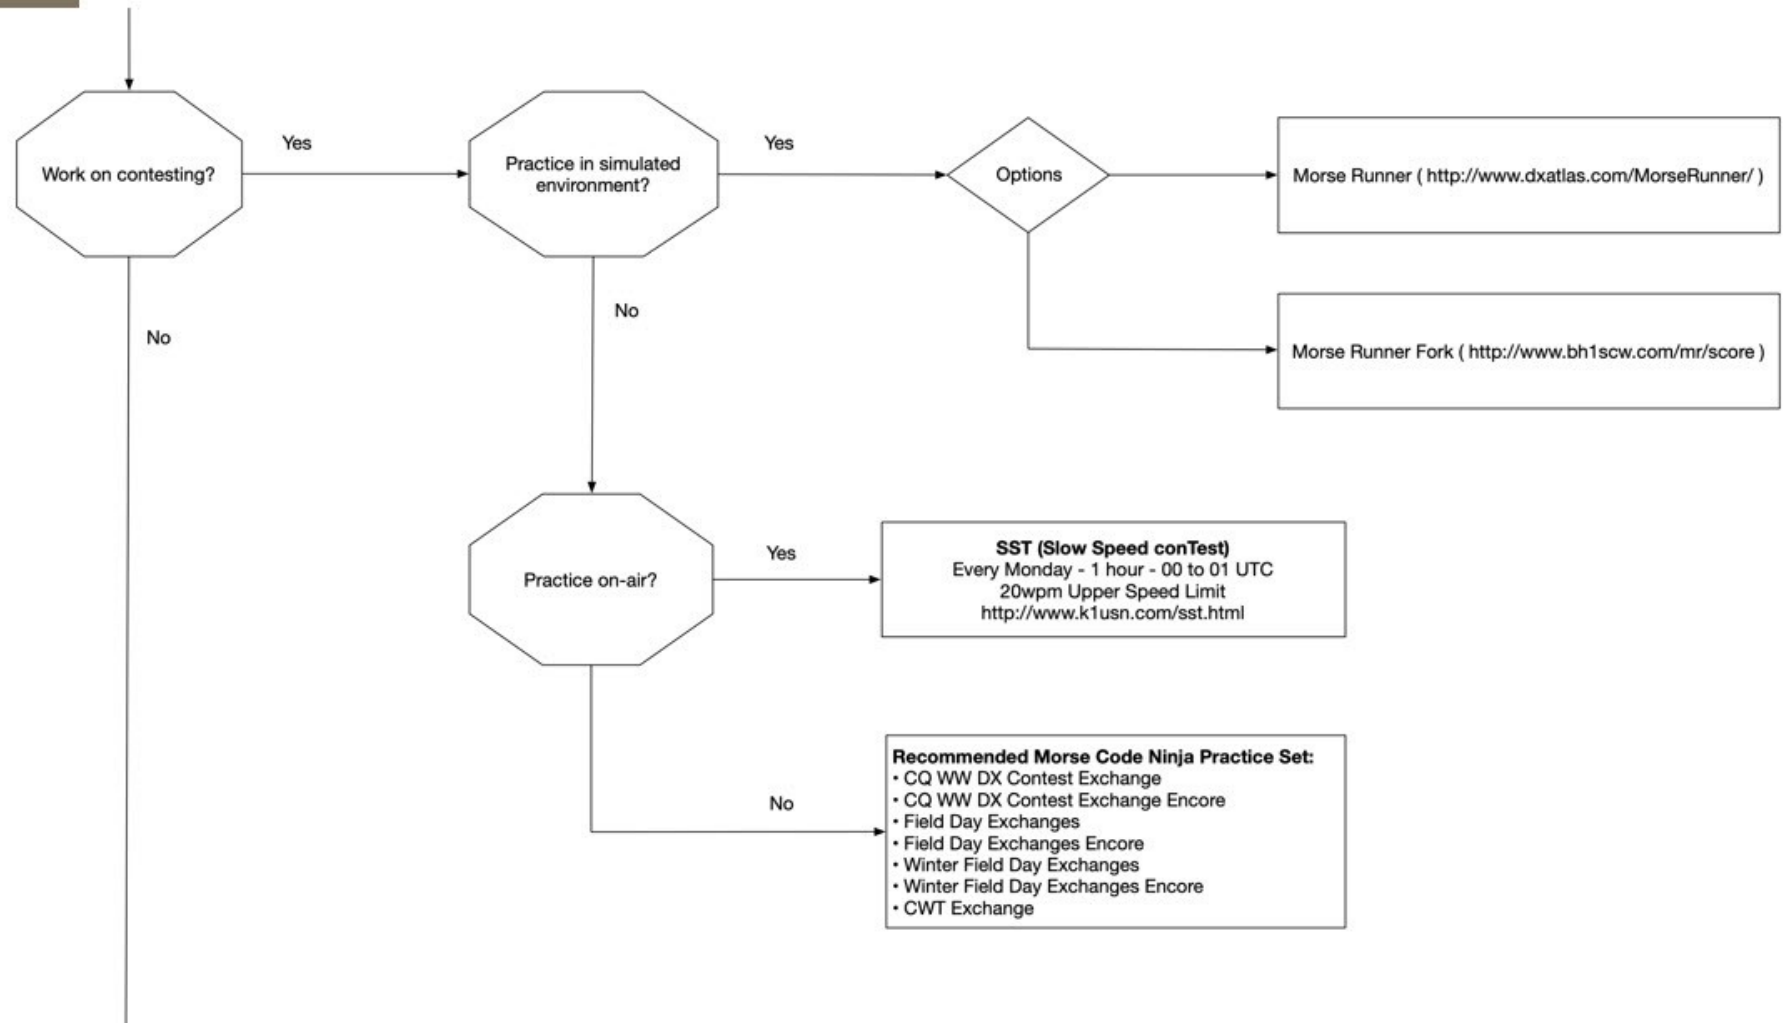 Work on contesting?
Yes
Practice in simulated
environment?
Yes
Options
Morse Runner ( http://www.dxatlas.com/MorseRunner/ )
No
No
Morse Runner Fork ( http://www.bh1scw.com/mr/score )
Practice on-air?
Yes
SST (Slow Speed conTest)
Every Monday - 1 hour - 00 to 01 UTC
20wpm Upper Speed Limit
http://www.k1usn.com/sst.html
No
Recommended Morse Code Ninja Practice Set:
• CQ WW DX Contest Exchange
• CQ WW DX Contest Exchange Encore
• Field Day Exchanges
• Field Day Exchanges Encore
• Winter Field Day Exchanges
• Winter Field Day Exchanges Encore
• CWT Exchange